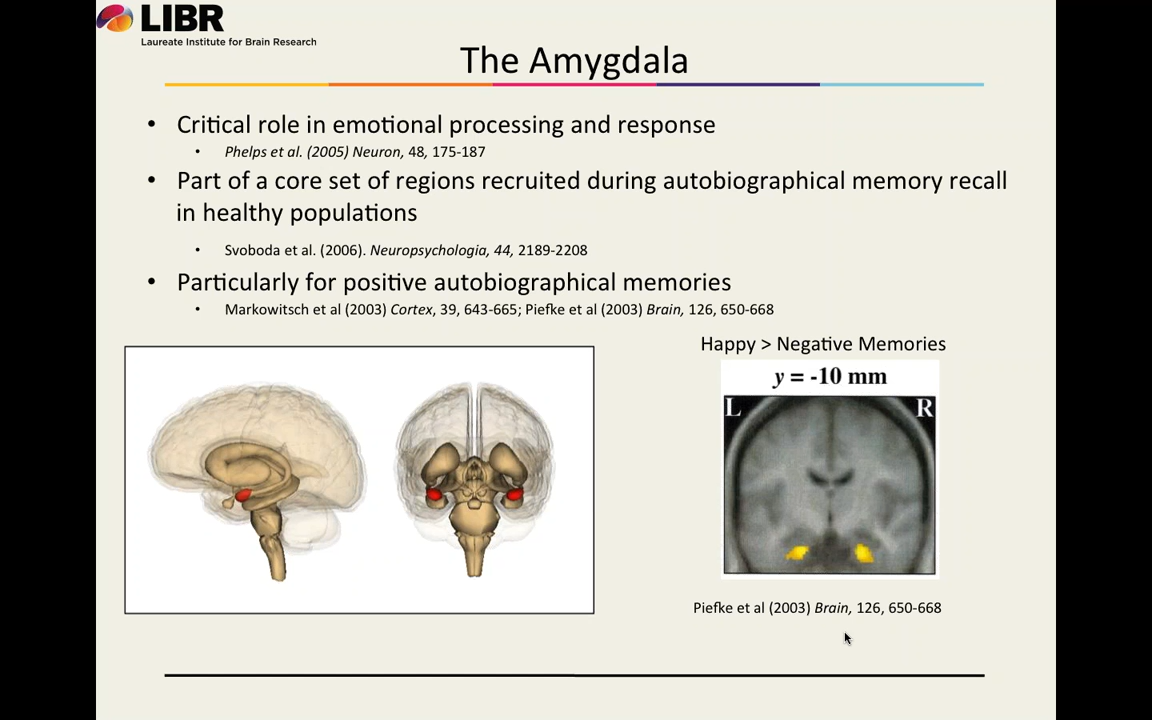 LIBR
Laureate Institute for Brain Research
The Amygdala
• Critical role in emotional processing and response
• Phelps et al. (2005) Neuron, 48, 175-187
• Part of a core set of regions recruited during autobiographical memory recall
in healthy populations
• Svoboda et al. (2006). Neuropsychologia, 44, 2189-2208
• Particularly for positive autobiographical memories
• Markowitsch et al (2003) Cortex, 39, 643-665; Piefke et al (2003) Brain, 126, 650-668
Happy > Negative Memories
y = -10 mm
L R
Piefke et al (2003) Brain, 126, 650-668